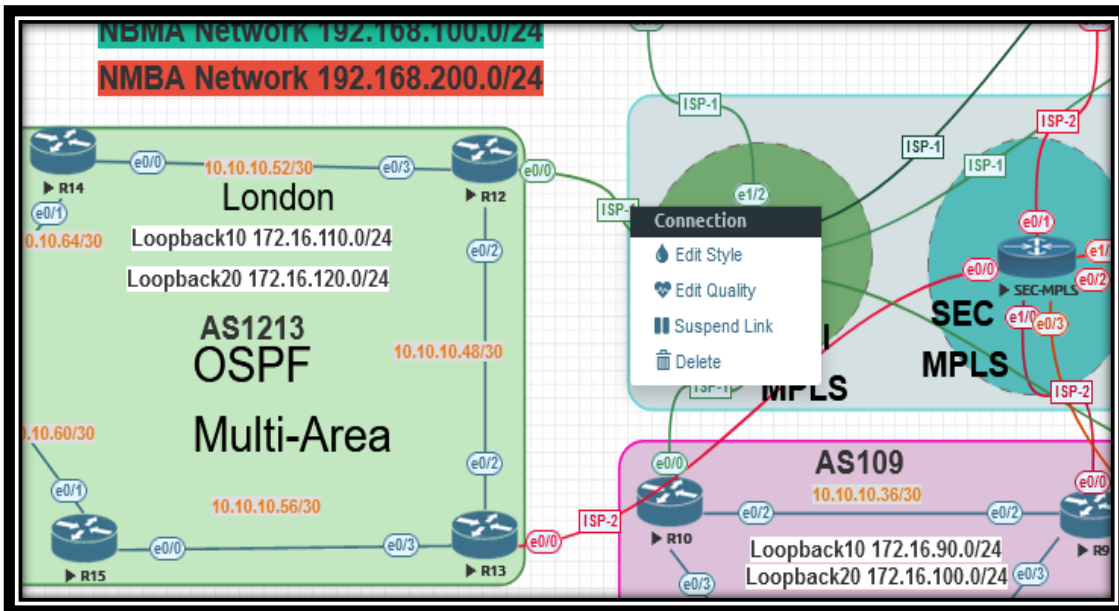 NBMA Network 192.168.100.0/24
NMBA Network 192.168.200.0/24
R14
e0/0
10.10.10.52/30
e0/3
R12
e0/0
e0/1
.10.10.64/30
London
Loopback10 172.16.110.0/24
Loopback20 172.16.120.0/24
e0/2
AS1213
OSPF
Multi-Area
10.10.10.48/30
.10.60/30
e0/1
10.10.10.56/30
e0/2
R15
e0/0
e0/3
R13
e0/0
ISP-2
ISP-1
ISP-1
ISP-1
ISP-1
ISP-2
e1/2
Connection
Edit Style
Edit Quality
Suspend Link
Delete
ISP-1
MPLS
e0/1
e0/0
e0/2
SEC-MPLS
e1/0
e0/3
SEC
MPLS
ISP-2
AS109
10.10.10.36/30
e0/0
R10
e0/2
e0/2
e0/0
R9
Loopback10 172.16.90.0/24
Loopback20 172.16.100.0/24
e0/3
e0/3